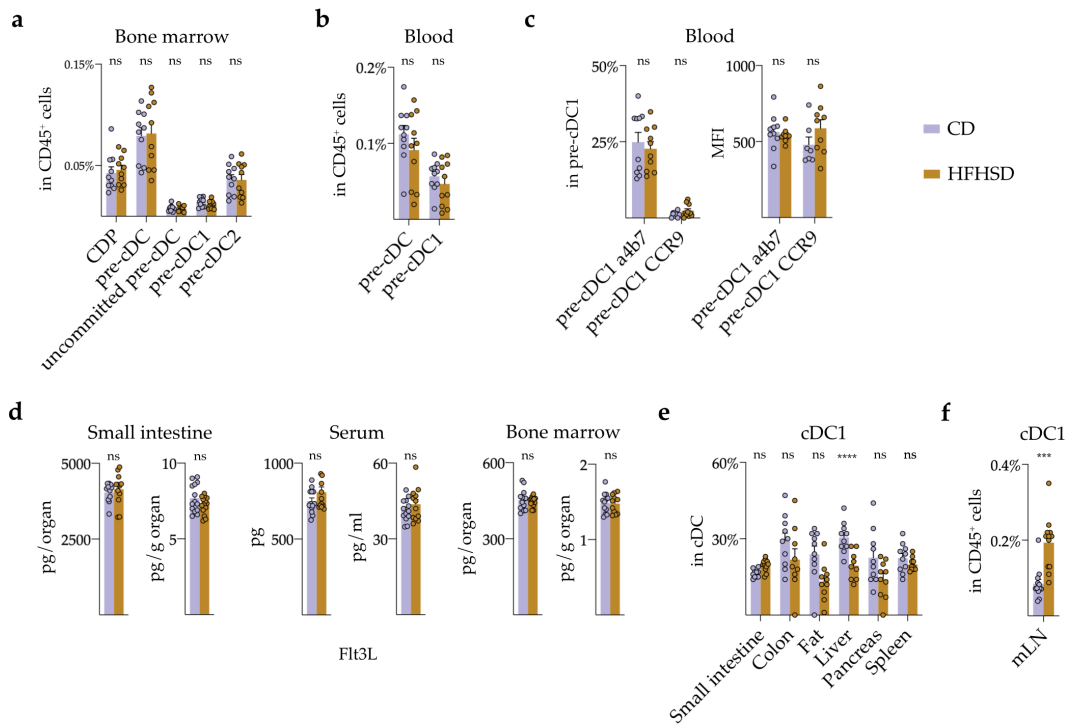 a
Bone marrow
ns ns ns ns ns
0.15%
0.05%
in CD45⁺ cells
CDP
pre-cDC
uncommitted pre-cDC
pre-cDC1
pre-cDC2
b
Blood
ns ns
0.2%
0.1%
in CD45⁺ cells
pre-cDC
pre-cDC1
c
Blood
ns ns
50%
25%
in pre-cDC1
pre-cDC1 a4b7
pre-cDC1 CCR9
ns ns
1000
500
MFI
pre-cDC1 a4b7
pre-cDC1 CCR9
CD
HFHSD
d
Small intestine
ns
5000
2500
pg/organ
ns
10
5
pg/g organ
Serum
ns
1000
500
pg
ns
60
30
pg/ml
Bone marrow
ns
600
300
pg/organ
ns
2
1
pg/g organ
Flt3L
e
cDC1
ns ns ns **** ns ns
60%
30%
in cDC
Small intestine
Colon
Fat
Liver
Pancreas
Spleen
f
cDC1
***
0.4%
0.2%
in CD45⁺ cells
mLN